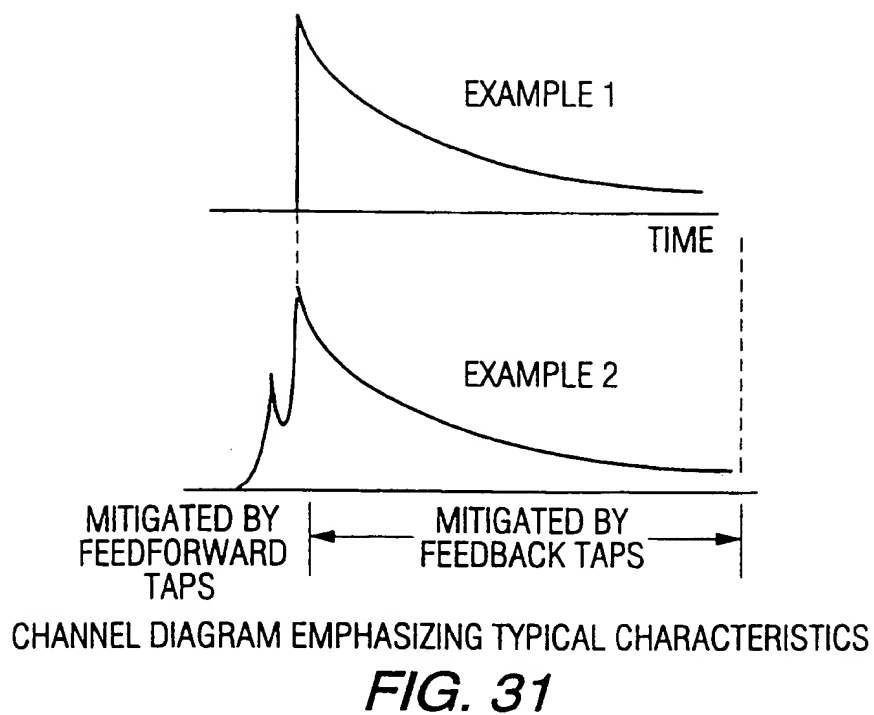 EXAMPLE 1
TIME
EXAMPLE 2
MITIGATED BY
FEEDFORWARD
TAPS
MITIGATED BY
FEEDBACK TAPS
CHANNEL DIAGRAM EMPHASIZING TYPICAL CHARACTERISTICS
FIG. 31